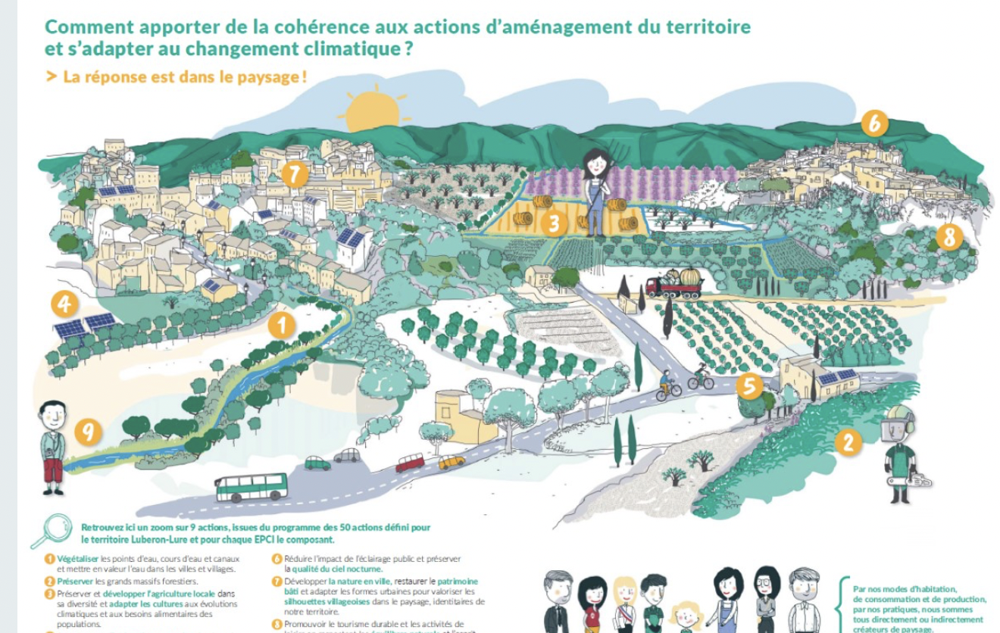 Comment apporter de la cohérence aux actions d'aménagement du territoire
et s'adapter au changement climatique ?
> La réponse est dans le paysage !
6
7
3
8
4
1
5
9
2
Retrouvez ici un zoom sur 9 actions, issues du programme des 50 actions défini pour
le territoire Luberon-Lure et pour chaque EPCI le composant.
1 Végétaliser les points d'eau, cours d'eau et canaux
et mettre en valeur l'eau dans les villes et villages.
2 Préserver les grands massifs forestiers.
3 Préserver et développer l'agriculture locale dans
sa diversité et adapter les cultures aux évolutions
climatiques et aux besoins alimentaires des
populations.
6 Réduire l'impact de l'éclairage public et préserver
la qualité du ciel nocturne.
7 Développer la nature en ville, restaurer le patrimoine
bâti et adapter les formes urbaines pour valoriser les
silhouettes villageoises dans le paysage, identitaires de
notre territoire.
8 Promouvoir le tourisme durable et les activités de
Par nos modes d'habitation,
de consommation et de production,
par nos pratiques, nous sommes
tous directement ou indirectement
créateurs de paysage.